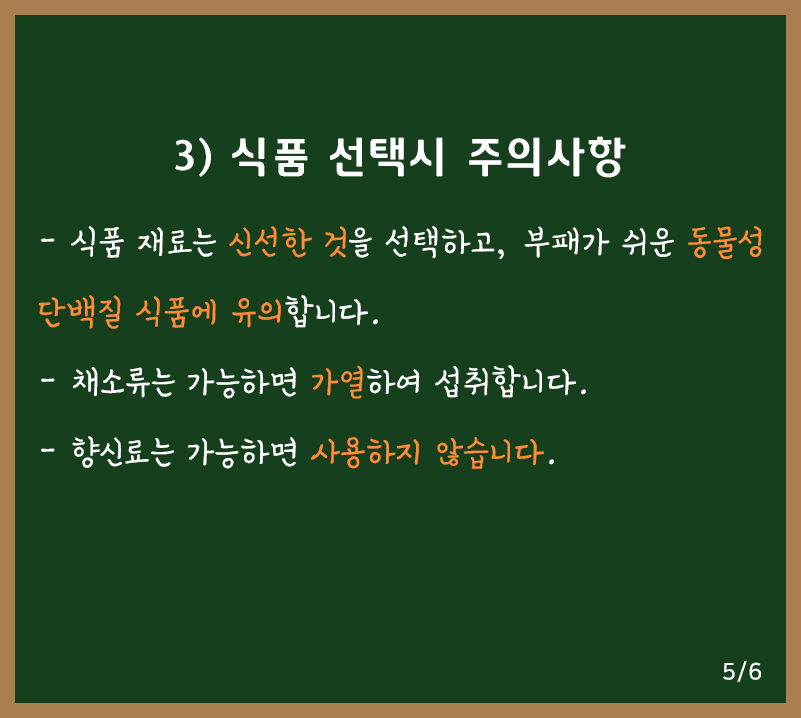 3) 식품 선택시 주의사항
- 식품 재료는 신선한 것을 선택하고, 부패가 쉬운 동물성
단백질 식품에 유의합니다.
- 채소류는 가능하면 가열하여 섭취합니다.
- 향신료는 가능하면 사용하지 않습니다.
5/6